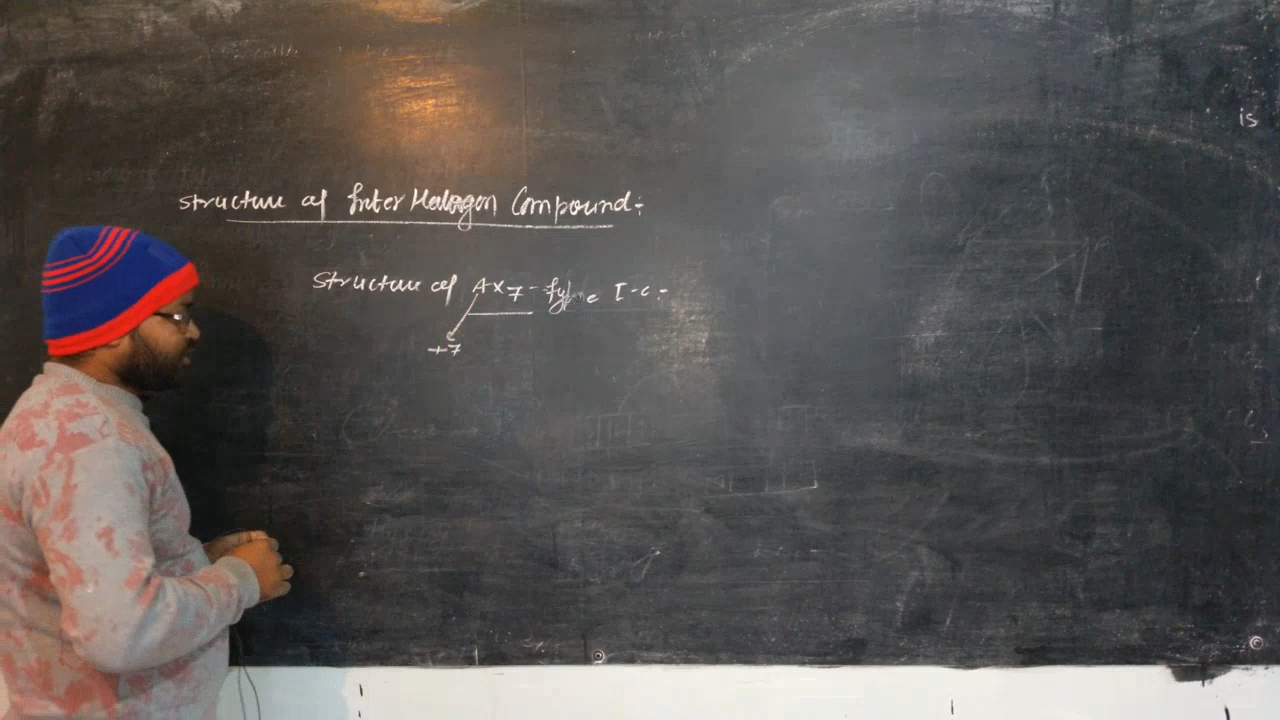 structure of Inter Halogen Compound:
is
structure of AX7-type I-C:-
+7